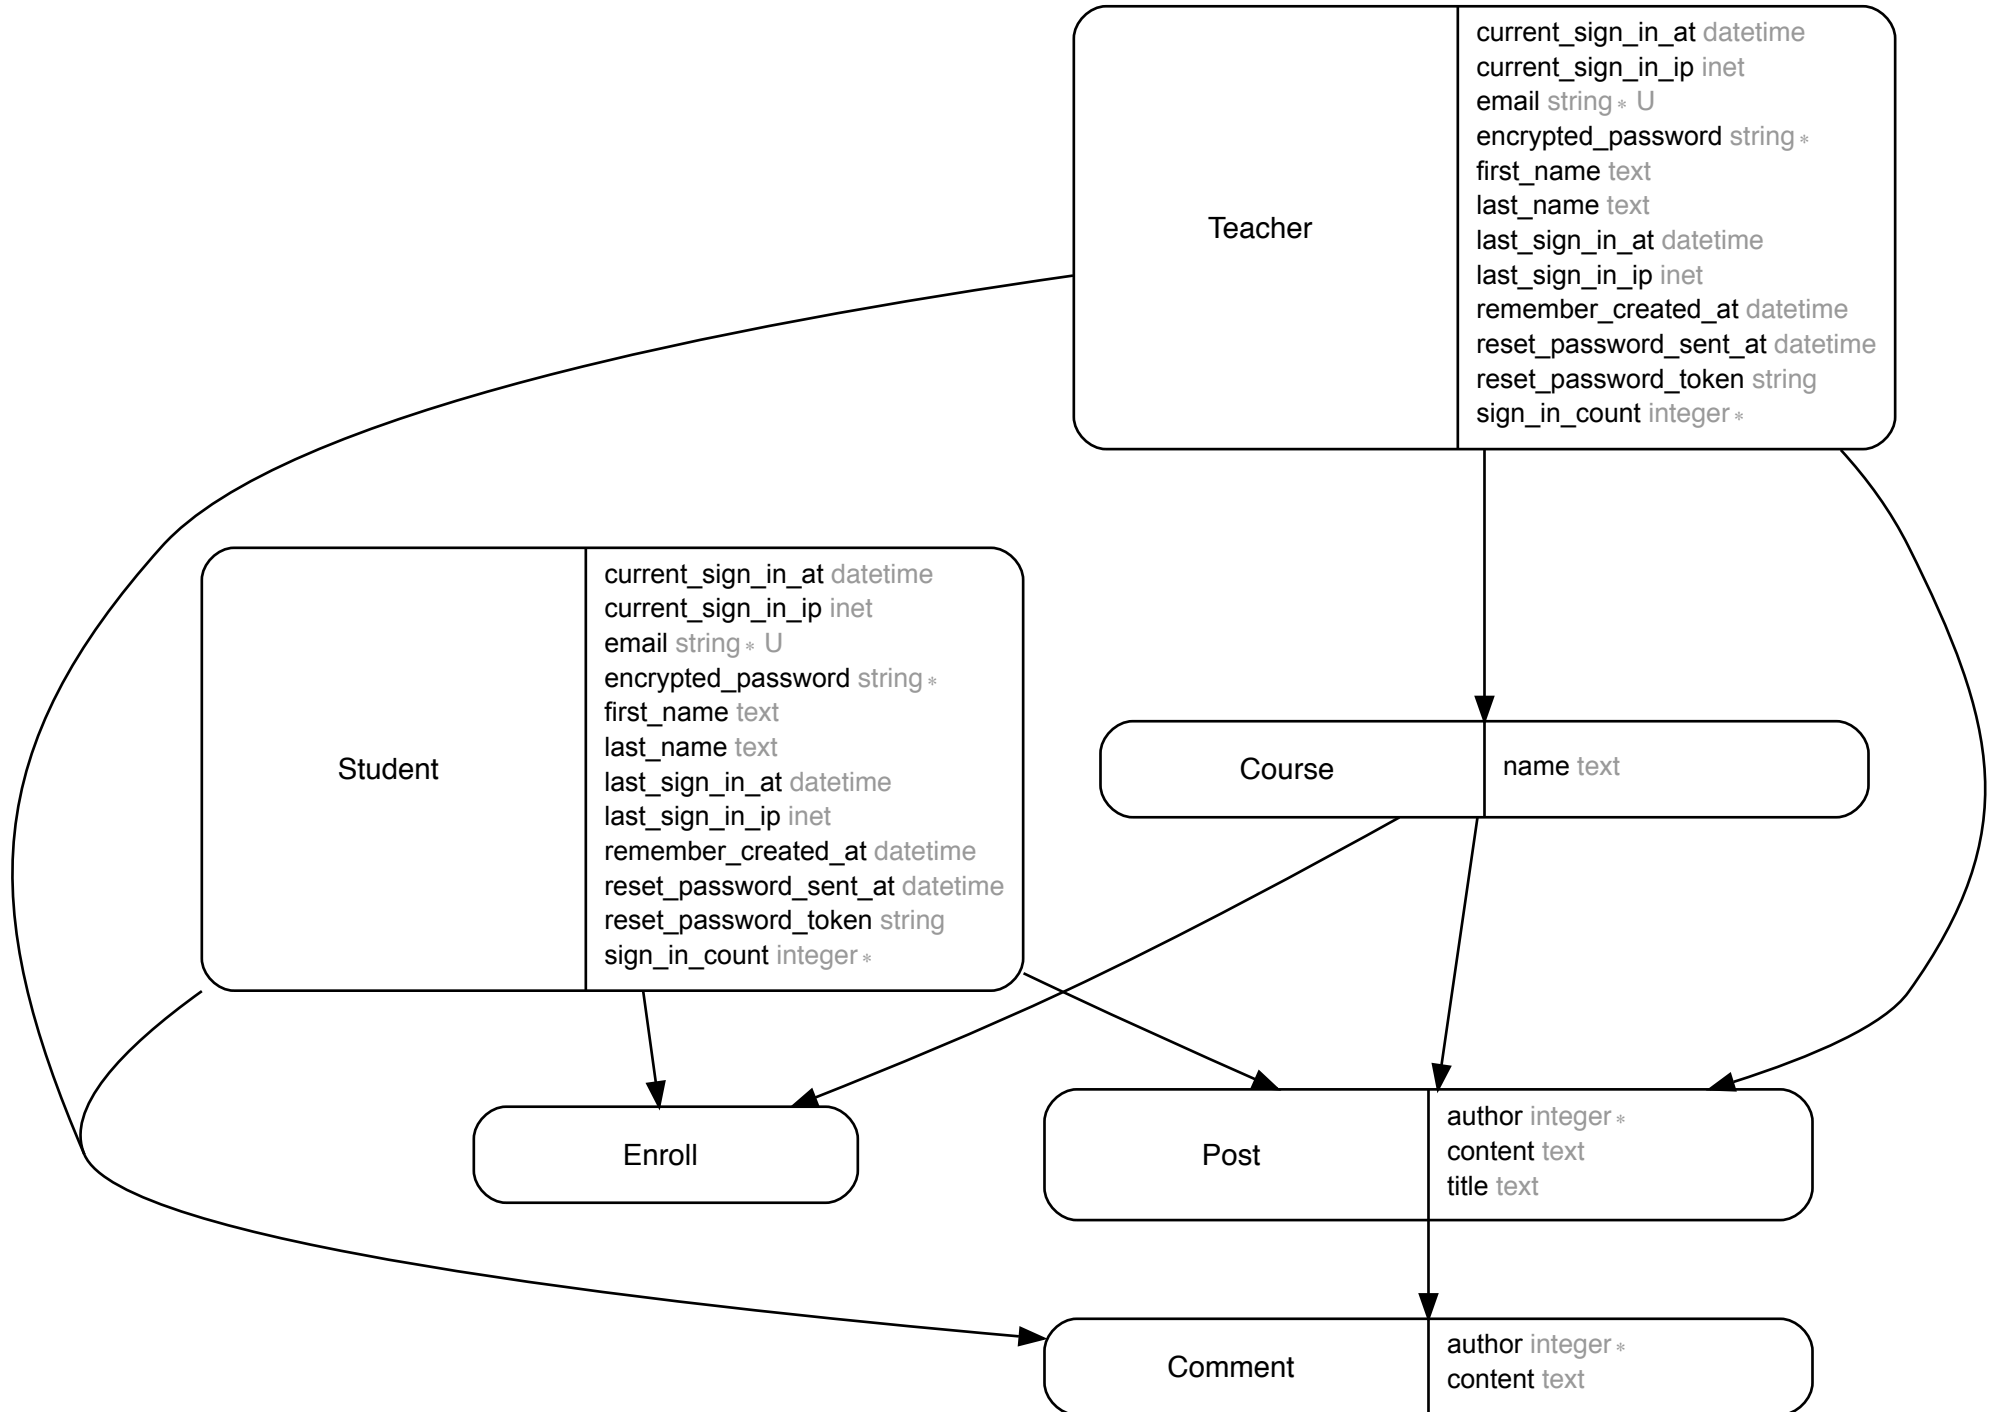 Teacher
current_sign_in_at datetime
current_sign_in_ip inet
email string * U
encrypted_password string *
first_name text
last_name text
last_sign_in_at datetime
last_sign_in_ip inet
remember_created_at datetime
reset_password_sent_at datetime
reset_password_token string
sign_in_count integer *
Student
current_sign_in_at datetime
current_sign_in_ip inet
email string * U
encrypted_password string *
first_name text
last_name text
last_sign_in_at datetime
last_sign_in_ip inet
remember_created_at datetime
reset_password_sent_at datetime
reset_password_token string
sign_in_count integer *
Course
name text
Enroll
Post
author integer *
content text
title text
Comment
author integer *
content text